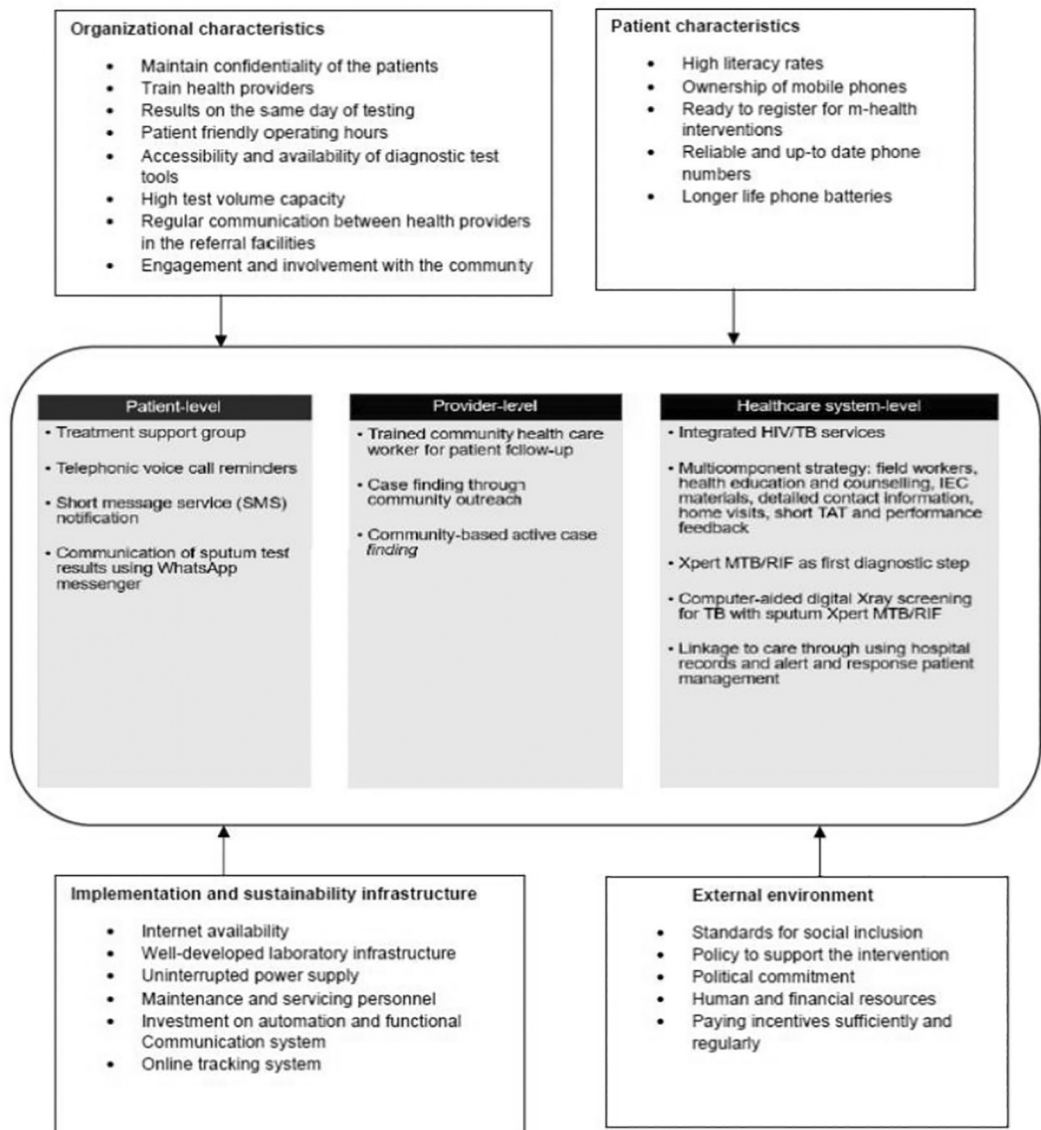 Organizational characteristics
• Maintain confidentiality of the patients
• Train health providers
• Results on the same day of testing
• Patient friendly operating hours
• Accessibility and availability of diagnostic test
tools
• High test volume capacity
• Regular communication between health providers
in the referral facilities
• Engagement and involvement with the community
Patient characteristics
• High literacy rates
• Ownership of mobile phones
• Ready to register for m-health
interventions
• Reliable and up-to date phone
numbers
• Longer life phone batteries
Patient-level
• Treatment support group
• Telephonic voice call reminders
• Short message service (SMS)
notification
• Communication of sputum test
results using WhatsApp
messenger
Provider-level
• Trained community health care
worker for patient follow-up
• Case finding through
community outreach
• Community-based active case
finding
Healthcare system-level
• Integrated HIV/TB services
• Multicomponent strategy: field workers,
health education and counselling, IEC
materials, detailed contact information,
home visits, short TAT and performance
feedback
• Xpert MTB/RIF as first diagnostic step
• Computer-aided digital Xray screening
for TB with sputum Xpert MTB/RIF
• Linkage to care through using hospital
records and alert and response patient
management
Implementation and sustainability infrastructure
• Internet availability
• Well-developed laboratory infrastructure
• Uninterrupted power supply
• Maintenance and servicing personnel
• Investment on automation and functional
Communication system
• Online tracking system
External environment
• Standards for social inclusion
• Policy to support the intervention
• Political commitment
• Human and financial resources
• Paying incentives sufficiently and
regularly